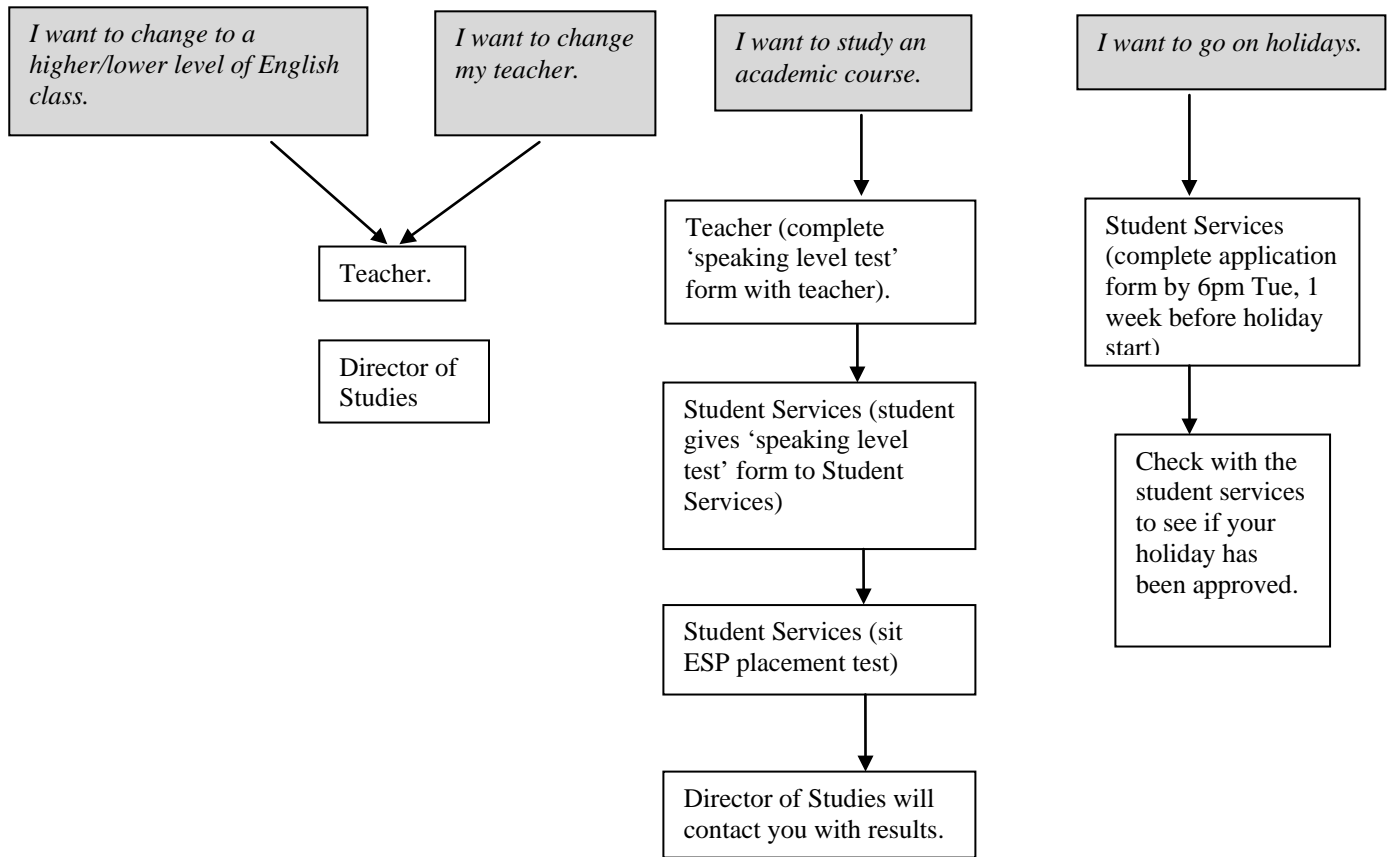 I want to change to a
higher/lower level of English
class.
I want to change
my teacher.
Teacher.
Director of
Studies
I want to study an
academic course.
Teacher (complete
‘speaking level test’
form with teacher).
Student Services (student
gives ‘speaking level
test’ form to Student
Services)
Student Services (sit
ESP placement test)
Director of Studies will
contact you with results.
I want to go on holidays.
Student Services
(complete application
form by 6pm Tue, 1
week before holiday
start)
Check with the
student services
to see if your
holiday has
been approved.